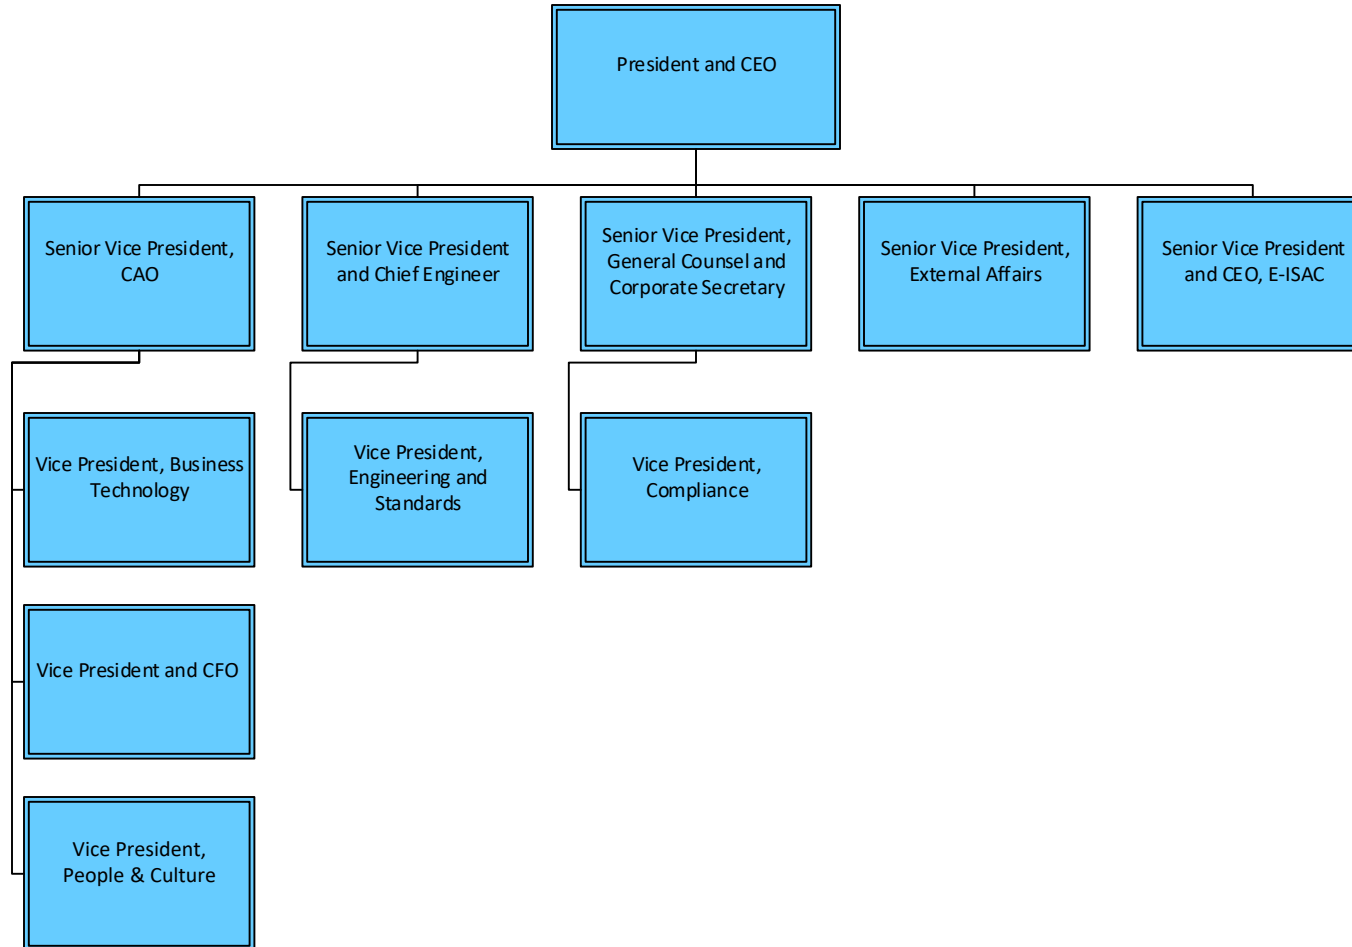 President and CEO
Senior Vice President,
CAO
Senior Vice President
and Chief Engineer
Senior Vice President,
General Counsel and
Corporate Secretary
Senior Vice President,
External Affairs
Senior Vice President
and CEO, E-ISAC
Vice President, Business
Technology
Vice President,
Engineering and
Standards
Vice President,
Compliance
Vice President and CFO
Vice President,
People & Culture